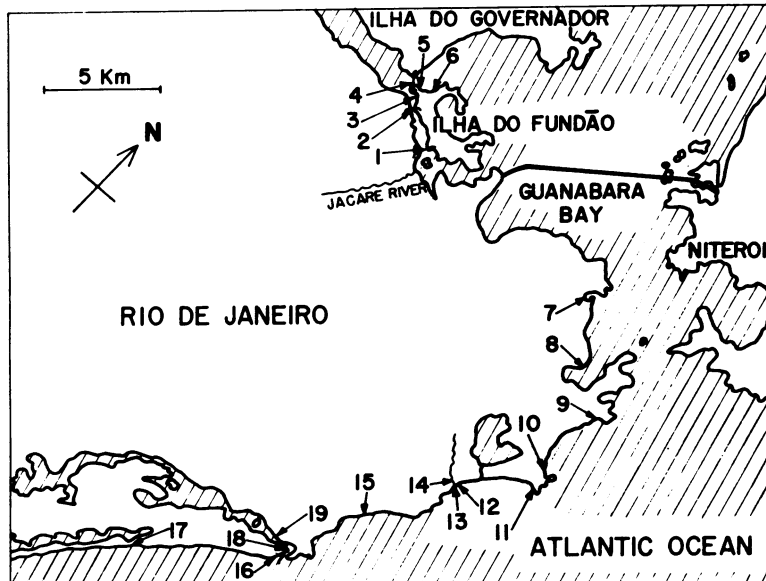 ILHA DO GOVERNADOR
5 Km
5
6
4
3
2
1
N
ILHA DO FUNDÃO
JACARE RIVER
GUANABARA
BAY
NITEROI
RIO DE JANEIRO
7
8
9
10
14
13
12
11
15
19
18
17
16
ATLANTIC OCEAN